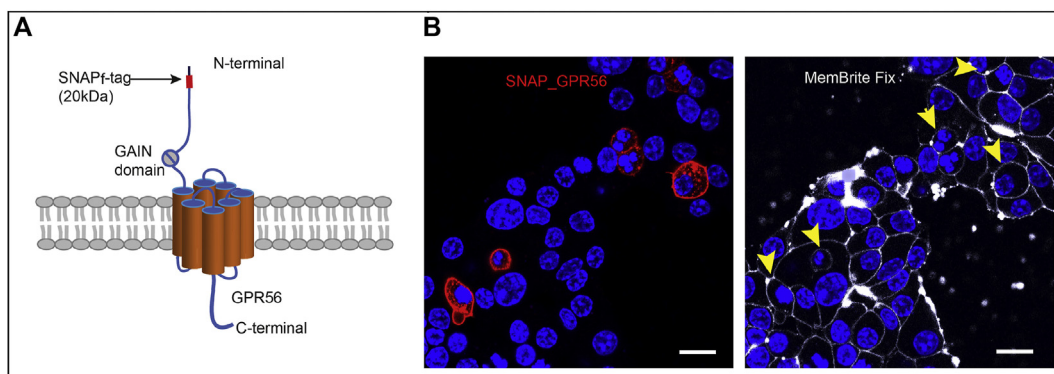 A
SNAPf-tag
(20kDa)
N-terminal
GAIN
domain
GPR56
C-terminal
B
SNAP_GPR56
MemBrite Fix